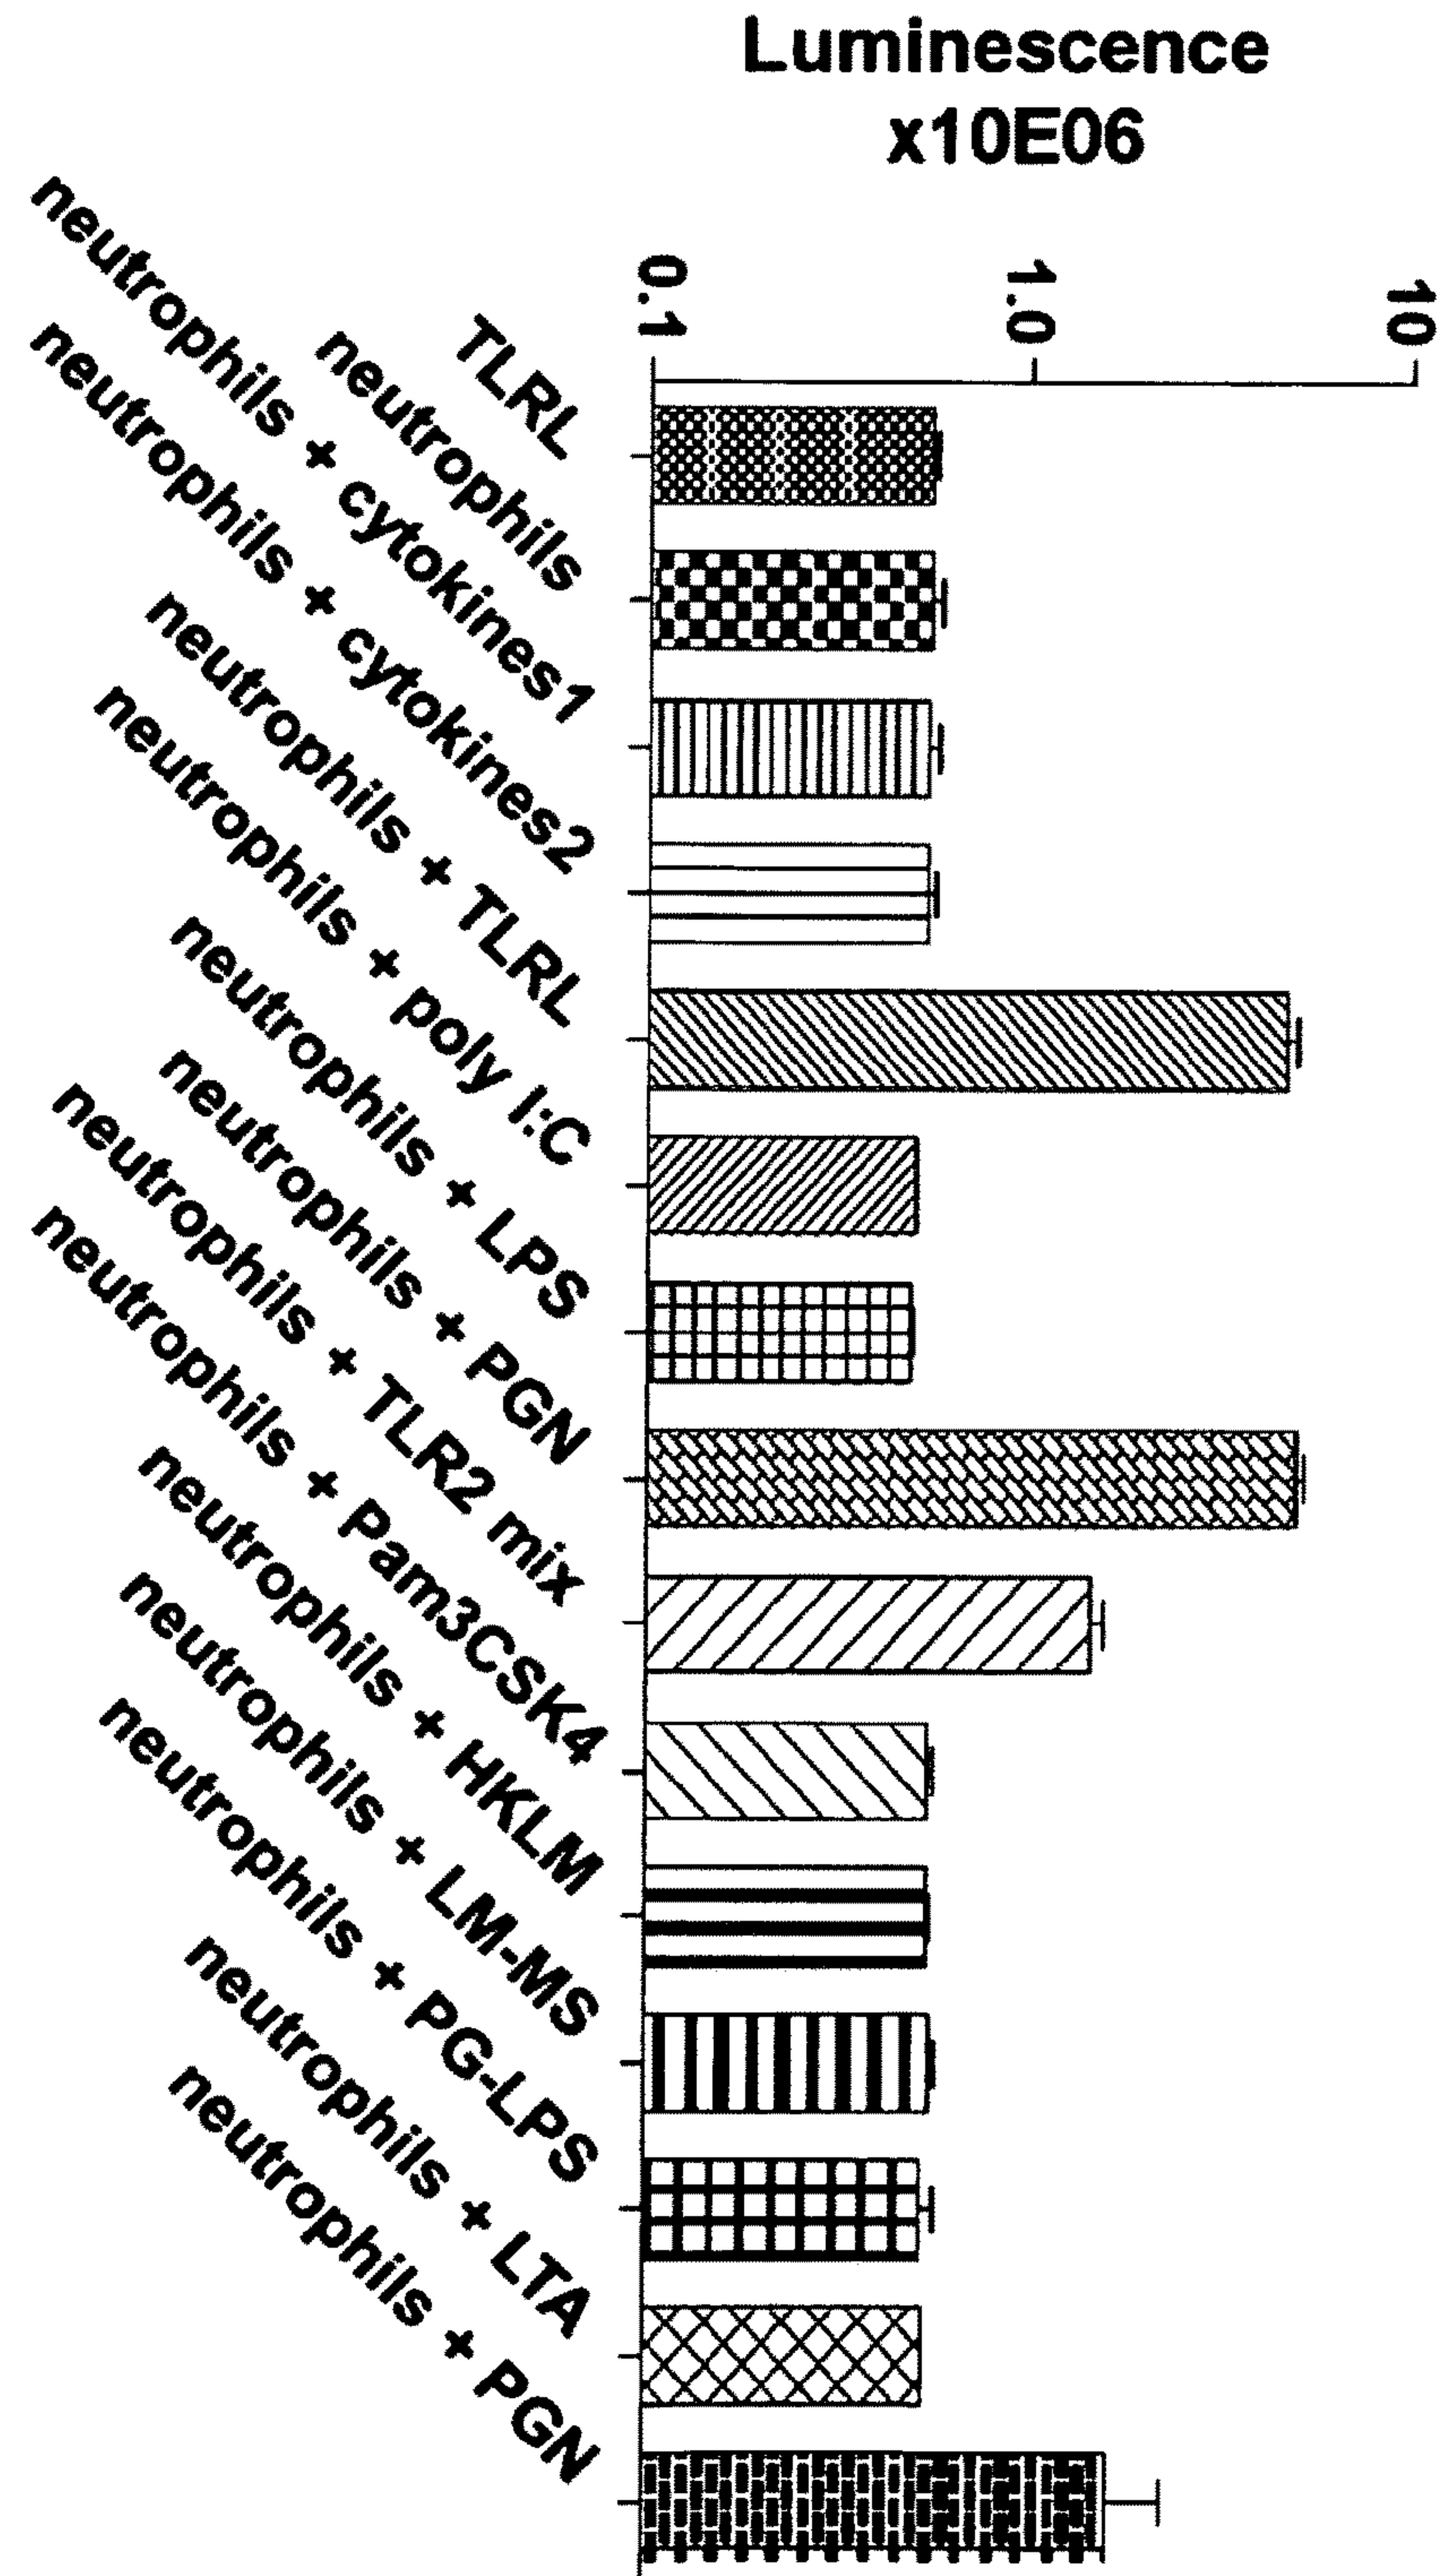 Luminescence
x10E06
0.1
1.0
10
TLRL
neutrophils
neutrophils + cytokines1
neutrophils + cytokines2
neutrophils + TLRL
neutrophils + poly I:C
neutrophils + LPS
neutrophils + PGN
neutrophils + TLR2 mix
neutrophils + Pam3CSK4
neutrophils + HKLM
neutrophils + LM-MS
neutrophils + PG-LPS
neutrophils + LTA
neutrophils + PGN